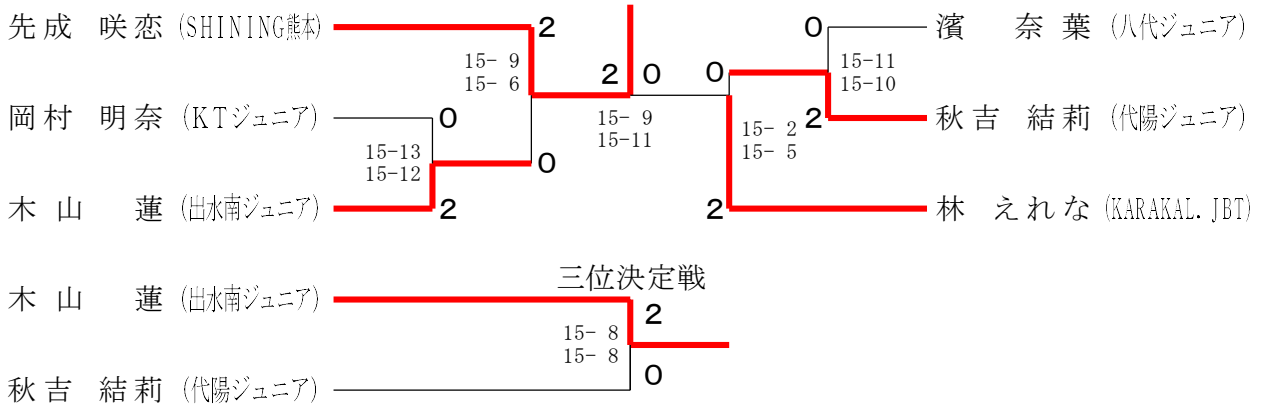 先成 咲恋 (SHINING熊本) 2 0 濱 奈葉 (八代ジュニア)
15- 9 2 0 0 15-11
15- 6 15-10
岡村 明奈 (KTジュニア) 0 15- 9 15- 2 2 秋吉 結莉 (代陽ジュニア)
15-11 15- 5
15-13 0
15-12
木山 蓮 (出水南ジュニア) 2 2 林 えれな (KARAKAL.JBT)
三位決定戦
木山 蓮 (出水南ジュニア) 2
15- 8
15- 8
秋吉 結莉 (代陽ジュニア) 0